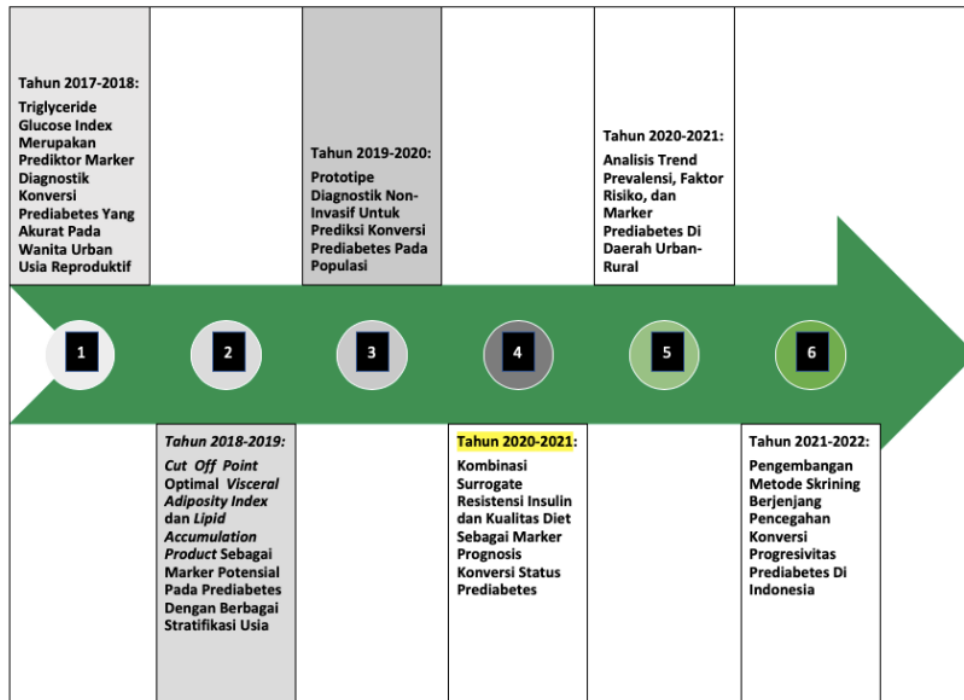 Tahun 2017-2018:
Triglyceride
Glucose Index
Merupakan
Prediktor Marker
Diagnostik
Konversi
Prediabetes Yang
Akurat Pada
Wanita Urban
Usia Reproduktif
Tahun 2019-2020:
Prototipe
Diagnostik Non-
Invasif Untuk
Prediksi Konversi
Prediabetes Pada
Populasi
Tahun 2020-2021:
Analisis Trend
Prevalensi, Faktor
Risiko, dan
Marker
Prediabetes Di
Daerah Urban-
Rural
1
2
3
4
5
6
Tahun 2018-2019:
Cut Off Point
Optimal Visceral
Adiposity Index
dan Lipid
Accumulation
Product Sebagai
Marker Potensial
Pada Prediabetes
Dengan Berbagai
Stratifikasi Usia
Tahun 2020-2021:
Kombinasi
Surrogate
Resistensi Insulin
dan Kualitas Diet
Sebagai Marker
Prognosis
Konversi Status
Prediabetes
Tahun 2021-2022:
Pengembangan
Metode Skrining
Berjenjang
Pencegahan
Konversi
Progresivitas
Prediabetes Di
Indonesia